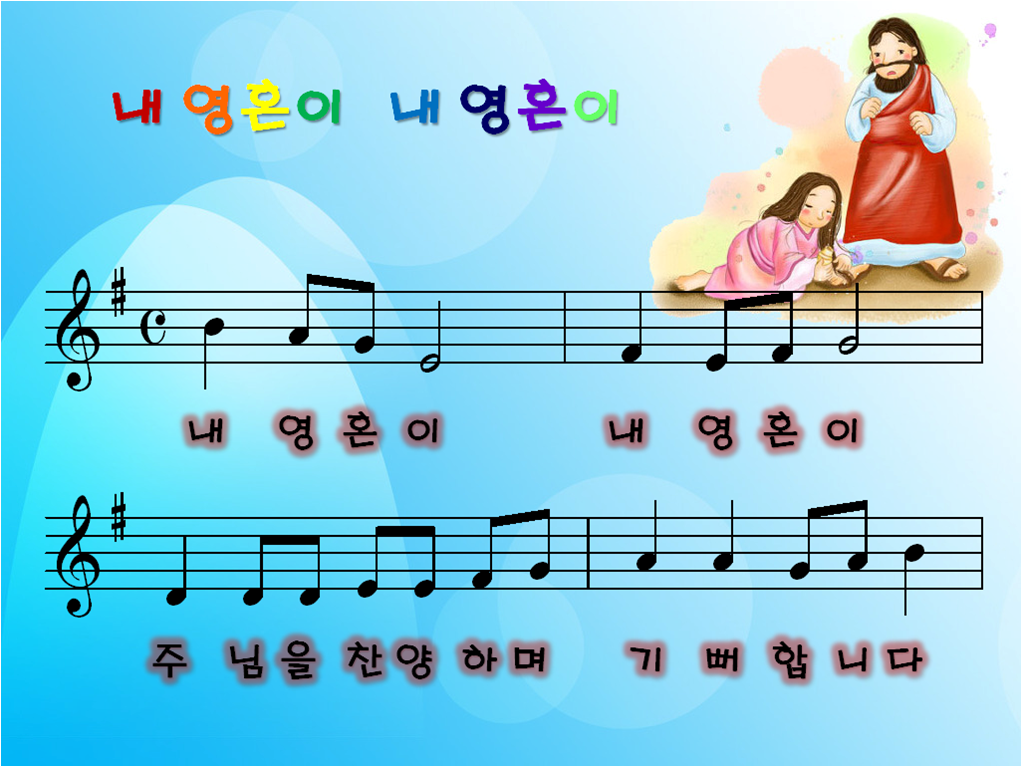 내 영혼이 내 영혼이
내 영 혼 이 내 영 혼 이
주 님 을 찬 양 하 며 기 뻐 합 니 다